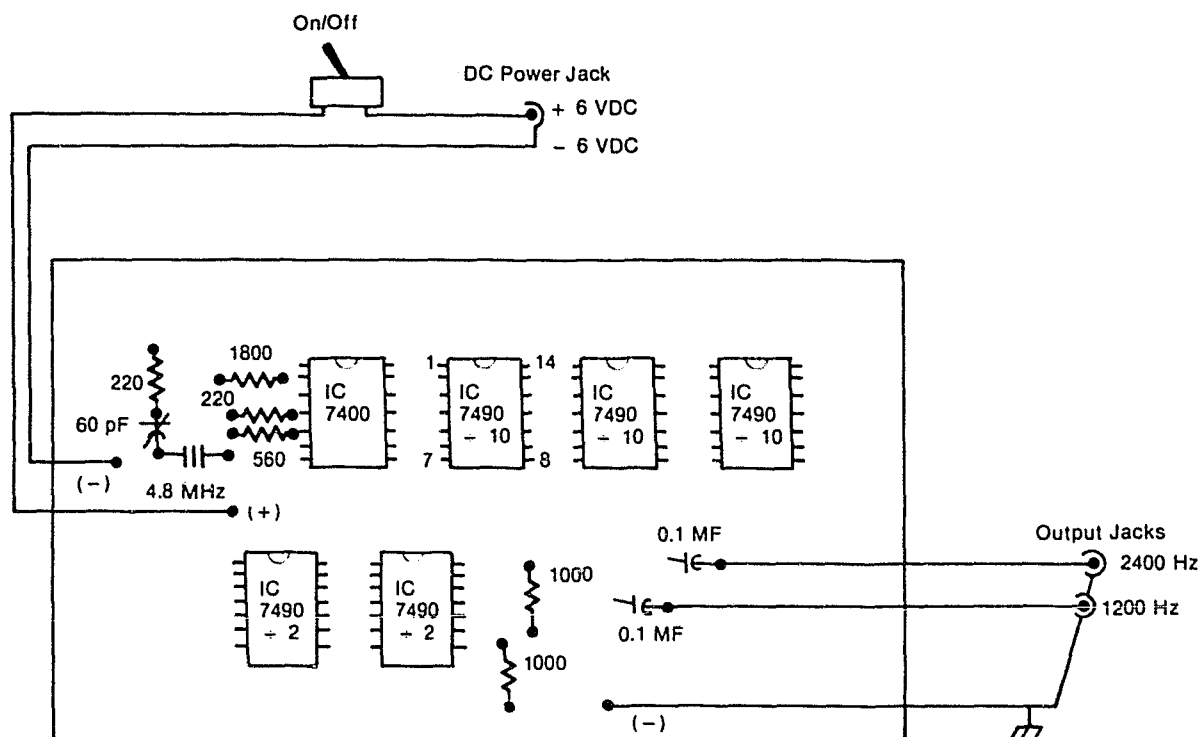 On/Off
DC Power Jack
+ 6 VDC
− 6 VDC
1800
220
220
560
60 pF
4.8 MHz
(−)
(+)
IC
7400
1
14
7
8
IC
7490
÷ 10
IC
7490
÷ 10
IC
7490
÷ 10
IC
7490
÷ 2
IC
7490
÷ 2
1000
1000
0.1 MF
0.1 MF
Output Jacks
2400 Hz
1200 Hz
(−)